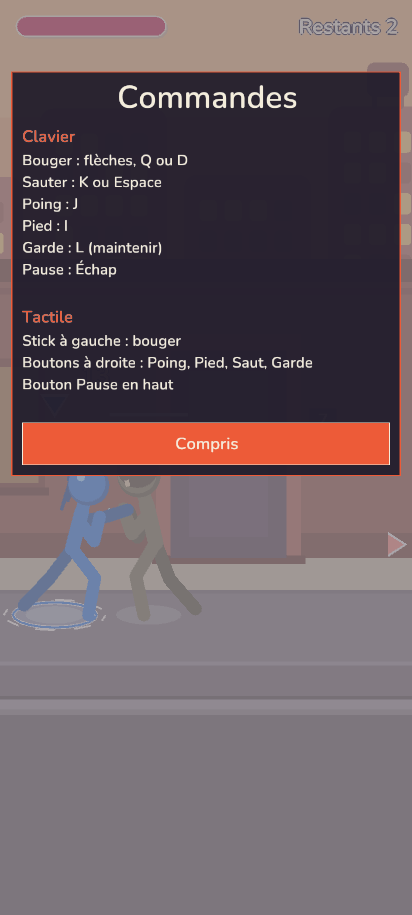 Restants 2
Commandes
Clavier
Bouger : flèches, Q ou D
Sauter : K ou Espace
Poing : J
Pied : I
Garde : L (maintenir)
Pause : Échap
Tactile
Stick à gauche : bouger
Boutons à droite : Poing, Pied, Saut, Garde
Bouton Pause en haut
Compris